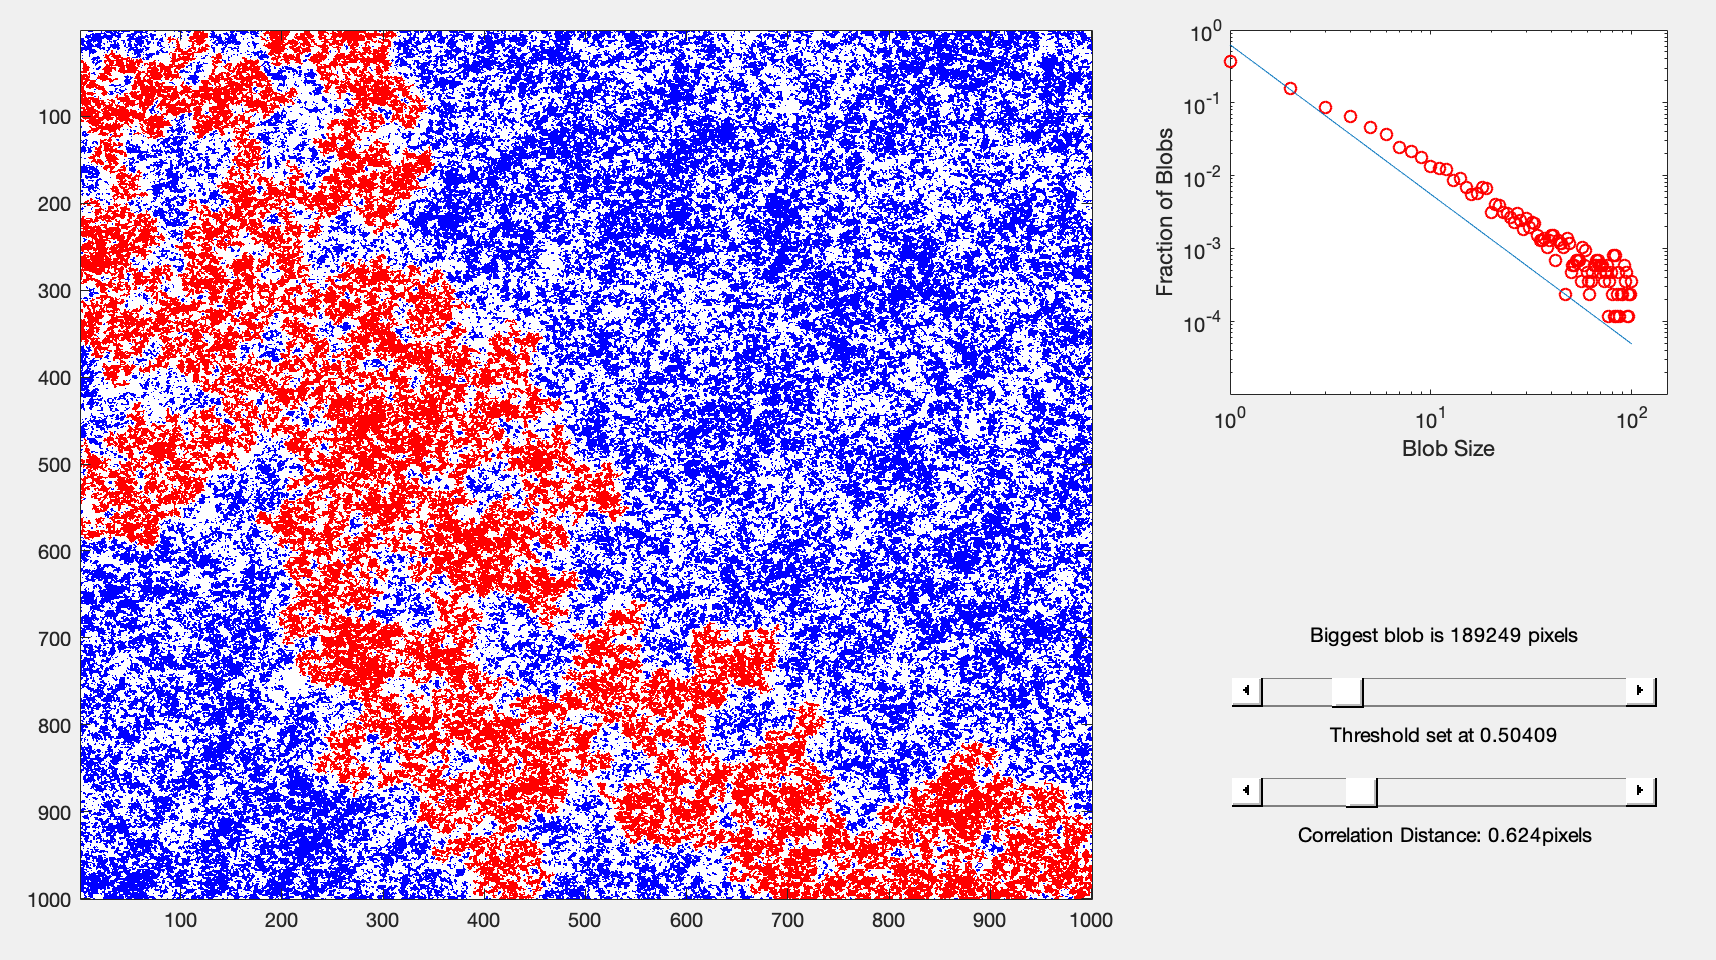 100
200
300
400
500
600
700
800
900
1000
100 200 300 400 500 600 700 800 900 1000
10^0
10^-1
10^-2
10^-3
10^-4
Fraction of Blobs
10^0 10^1 10^2
Blob Size
Biggest blob is 189249 pixels
Threshold set at 0.50409
Correlation Distance: 0.624pixels